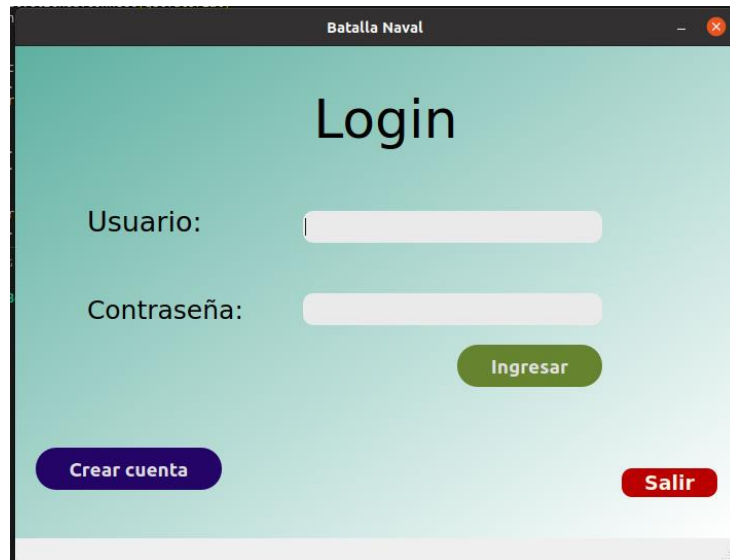 Batalla Naval
Login
Usuario:
Contraseña:
Ingresar
Crear cuenta
Salir